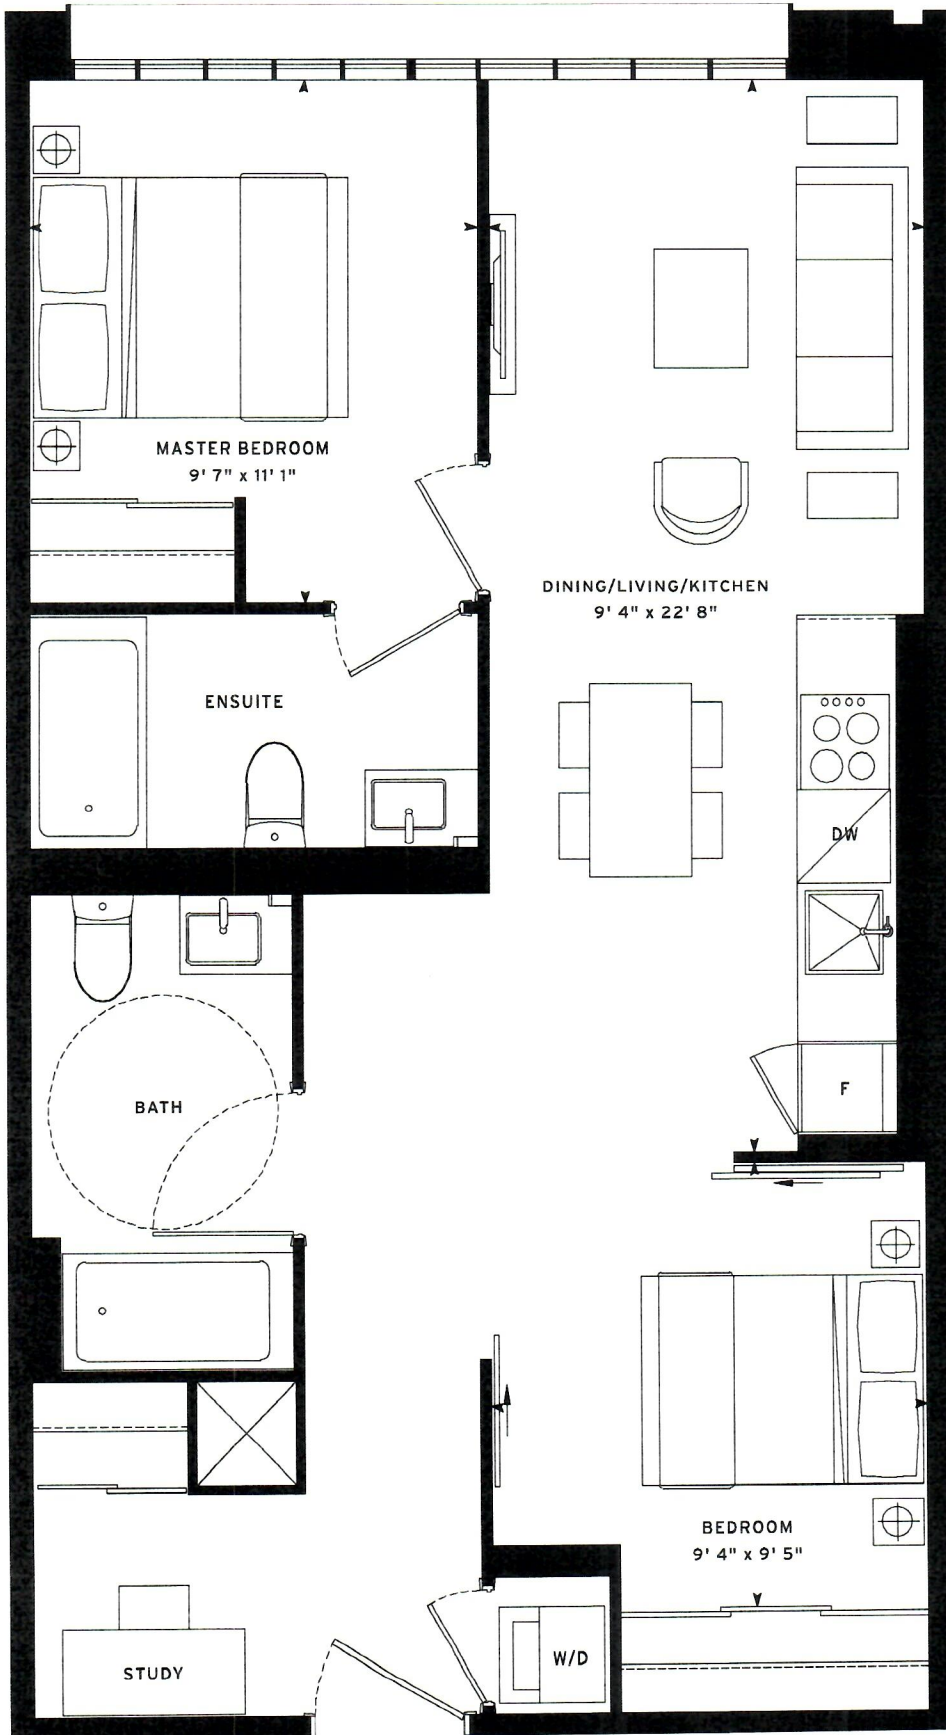 MASTER BEDROOM
9' 7" x 11' 1"
DINING/LIVING/KITCHEN
9' 4" x 22' 8"
ENSUITE
DW
F
BATH
BEDROOM
9' 4" x 9' 5"
W/D
STUDY